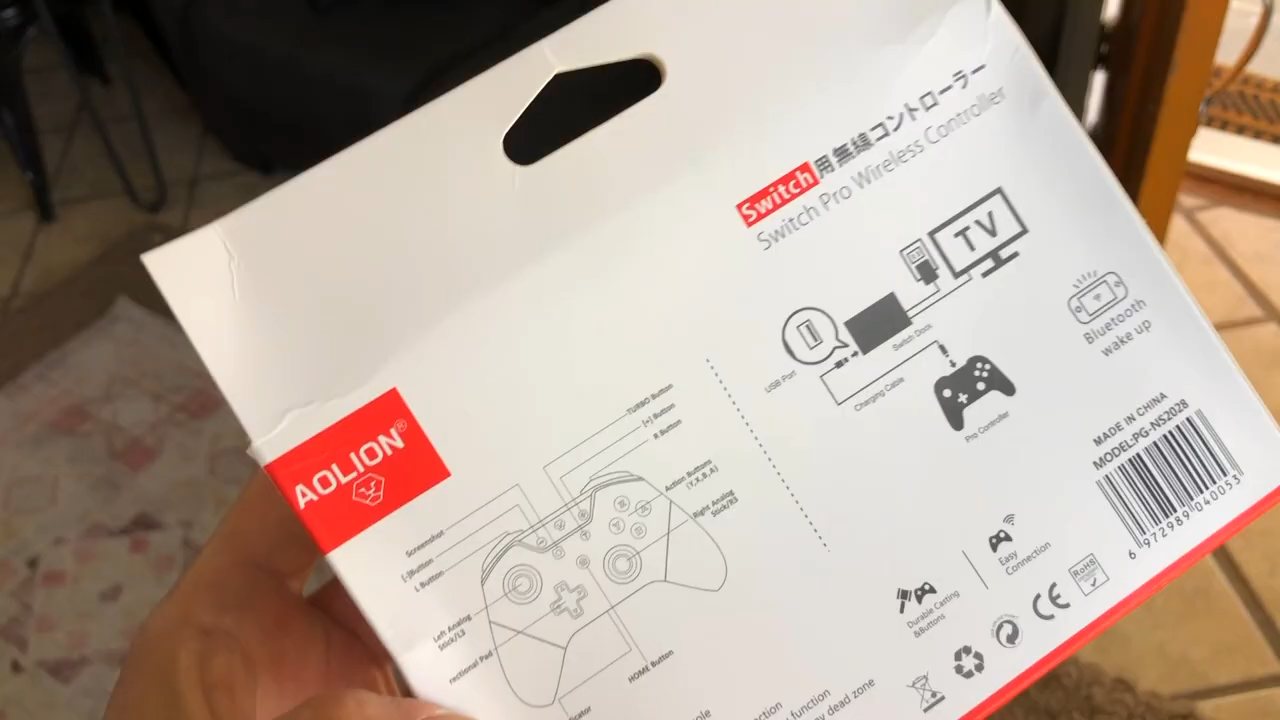 Switch用無線コントローラー
Switch Pro Wireless Controller
TV
USB Port
Switch Dock
Charging Cable
Pro Controller
Bluetooth
wake up
AOLION®
TURBO Button
[+] Button
R Button
Action Buttons
(Y,X,B,A)
Right Analog
Stick/R3
Screenshot
[-]Button
L Button
Left Analog
Stick/L3
rectional Pad
HOME Button
MADE IN CHINA
MODEL:PG-NS2028
6 972989 040053
Easy
Connection
Durable Casting
&Buttons
CE
RoHS
function
dead zone